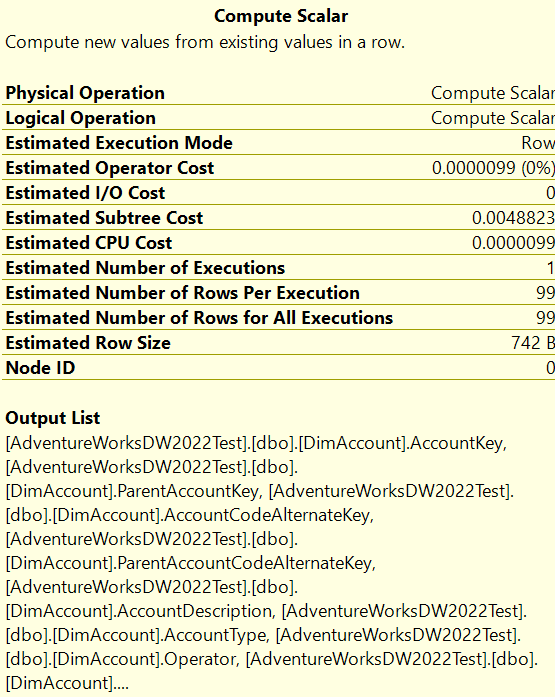 Compute Scalar
Compute new values from existing values in a row.
Physical Operation Compute Scalar
Logical Operation Compute Scalar
Estimated Execution Mode Row
Estimated Operator Cost 0.0000099 (0%)
Estimated I/O Cost 0
Estimated Subtree Cost 0.0048823
Estimated CPU Cost 0.0000099
Estimated Number of Executions 1
Estimated Number of Rows Per Execution 99
Estimated Number of Rows for All Executions 99
Estimated Row Size 742 B
Node ID 0
Output List
[AdventureWorksDW2022Test].[dbo].[DimAccount].AccountKey,
[AdventureWorksDW2022Test].[dbo].
[DimAccount].ParentAccountKey, [AdventureWorksDW2022Test].
[dbo].[DimAccount].AccountCodeAlternateKey,
[AdventureWorksDW2022Test].[dbo].
[DimAccount].ParentAccountCodeAlternateKey,
[AdventureWorksDW2022Test].[dbo].
[DimAccount].AccountDescription, [AdventureWorksDW2022Test].
[dbo].[DimAccount].AccountType, [AdventureWorksDW2022Test].
[dbo].[DimAccount].Operator, [AdventureWorksDW2022Test].[dbo].
[DimAccount]....